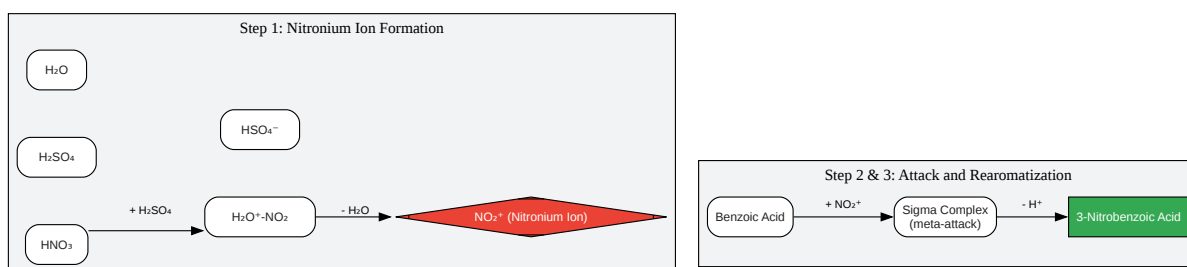 Step 1: Nitronium Ion Formation
H₂O
HSO₄⁻
H₂SO₄
+ H₂SO₄
HNO₃
H₂O⁺-NO₂
- H₂O
NO₂⁺ (Nitronium Ion)
Step 2 & 3: Attack and Rearomatization
Benzoic Acid
+ NO₂⁺
Sigma Complex
(meta-attack)
- H⁺
3-Nitrobenzoic Acid